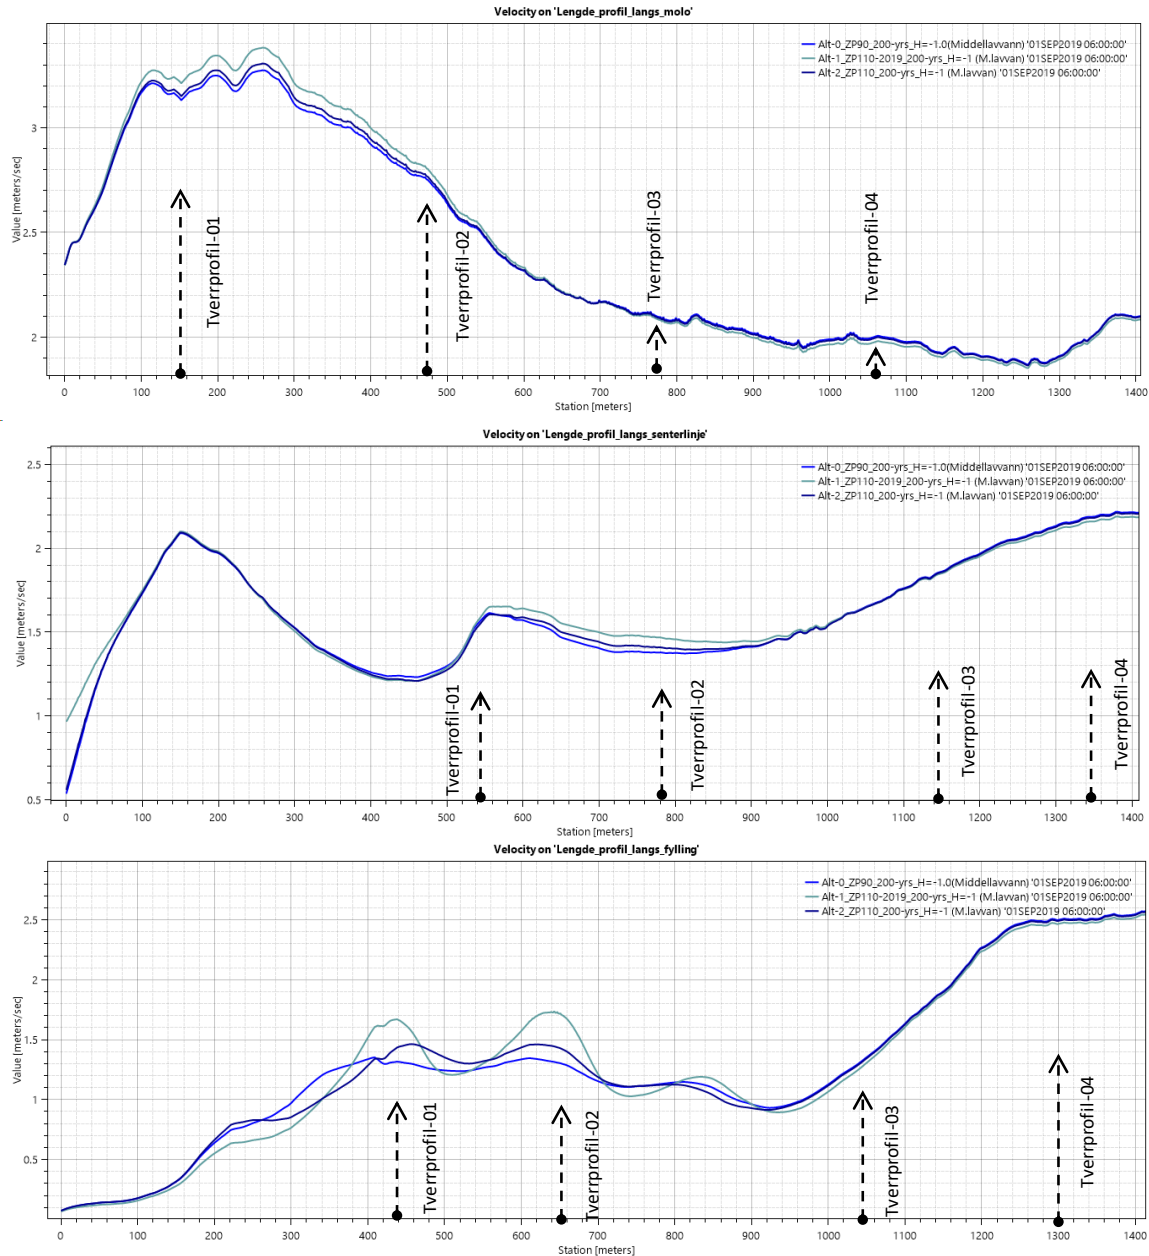 Velocity on 'Lengde_profil_langs_molo'
Alt-0_ZP90_200-yrs_H=-1.0(Middellavvann) '01SEP2019 06:00:00'
Alt-1_ZP110-2019_200-yrs_H=-1 (M.lavvan) '01SEP2019 06:00:00'
Alt-2_ZP110_200-yrs_H=-1 (M.lavvan) '01SEP2019 06:00:00'
Value [meters/sec]
3
2.5
2
Tverrprofil-01
Tverrprofil-02
Tverrprofil-03
Tverrprofil-04
0 100 200 300 400 500 600 700 800 900 1000 1100 1200 1300 1400
Station [meters]
Velocity on 'Lengde_profil_langs_senterlinje'
Alt-0_ZP90_200-yrs_H=-1.0(Middellavvann) '01SEP2019 06:00:00'
Alt-1_ZP110-2019_200-yrs_H=-1 (M.lavvan) '01SEP2019 06:00:00'
Alt-2_ZP110_200-yrs_H=-1 (M.lavvan) '01SEP2019 06:00:00'
Value [meters/sec]
2.5
2
1.5
1
0.5
Tverrprofil-01
Tverrprofil-02
Tverrprofil-03
Tverrprofil-04
0 100 200 300 400 500 600 700 800 900 1000 1100 1200 1300 1400
Station [meters]
Velocity on 'Lengde_profil_langs_fylling'
Alt-0_ZP90_200-yrs_H=-1.0(Middellavvann) '01SEP2019 06:00:00'
Alt-1_ZP110-2019_200-yrs_H=-1 (M.lavvan) '01SEP2019 06:00:00'
Alt-2_ZP110_200-yrs_H=-1 (M.lavvan) '01SEP2019 06:00:00'
Value [meters/sec]
2.5
2
1.5
1
0.5
Tverrprofil-01
Tverrprofil-02
Tverrprofil-03
Tverrprofil-04
0 100 200 300 400 500 600 700 800 900 1000 1100 1200 1300 1400
Station [meters]